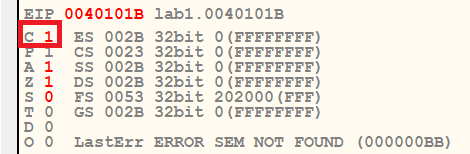 EIP 0040101B lab1.0040101B
C 1 ES 002B 32bit 0(FFFFFFFF)
P 1 CS 0023 32bit 0(FFFFFFFF)
A 1 SS 002B 32bit 0(FFFFFFFF)
Z 1 DS 002B 32bit 0(FFFFFFFF)
S 0 FS 0053 32bit 202000(FFF)
T 0 GS 002B 32bit 0(FFFFFFFF)
D 0
O 0 LastErr ERROR SEM NOT FOUND (000000BB)